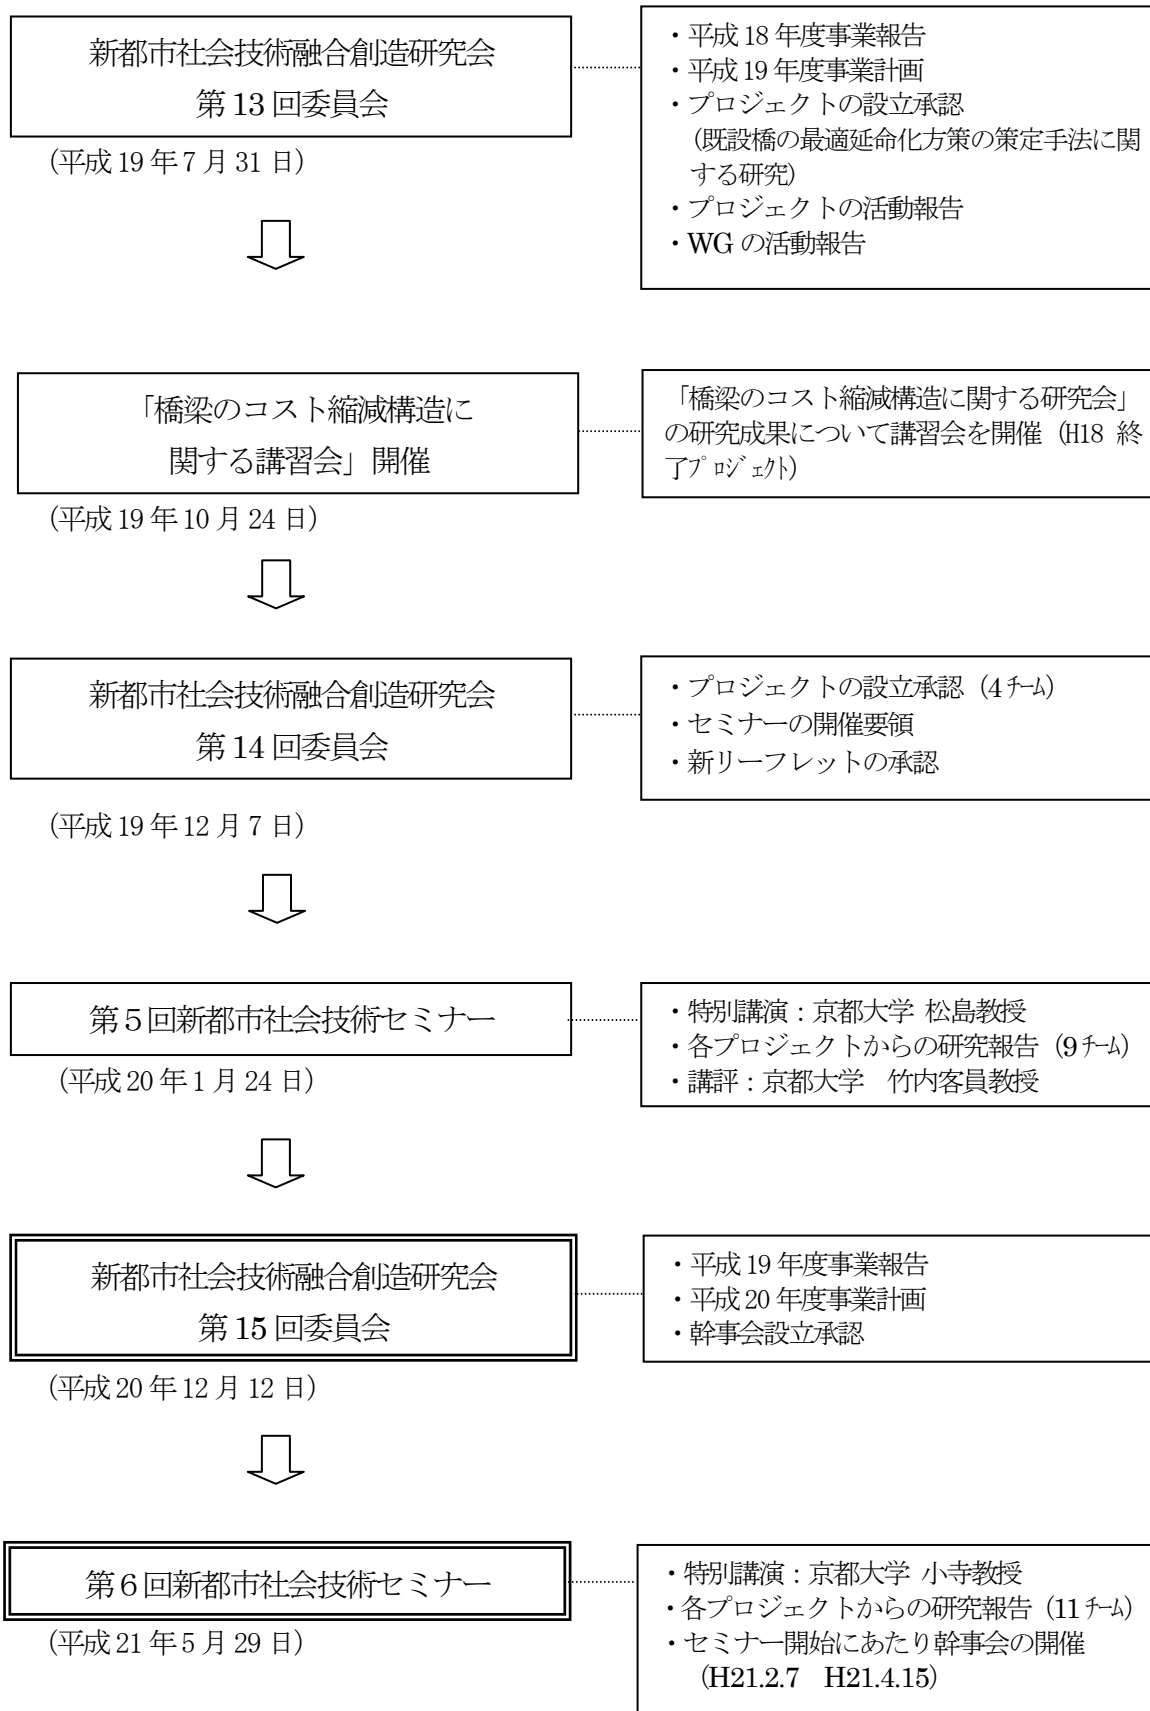 新都市社会技術融合創造研究会
第13回委員会
(平成19年7月31日)
・平成18年度事業報告
・平成19年度事業計画
・プロジェクトの設立承認
(既設橋の最適延命化方策の策定手法に関
する研究)
・プロジェクトの活動報告
・WGの活動報告
「橋梁のコスト縮減構造に
関する講習会」開催
(平成19年10月24日)
「橋梁のコスト縮減構造に関する研究会」
の研究成果について講習会を開催(H18 終
了プロジェクト)
新都市社会技術融合創造研究会
第14回委員会
(平成19年12月7日)
・プロジェクトの設立承認(4チーム)
・セミナーの開催要領
・新リーフレットの承認
第5回新都市社会技術セミナー
(平成20年1月24日)
・特別講演:京都大学 松島教授
・各プロジェクトからの研究報告(9チーム)
・講評:京都大学 竹内客員教授
新都市社会技術融合創造研究会
第15回委員会
(平成20年12月12日)
・平成19年度事業報告
・平成20年度事業計画
・幹事会設立承認
第6回新都市社会技術セミナー
(平成21年5月29日)
・特別講演:京都大学 小寺教授
・各プロジェクトからの研究報告(11チーム)
・セミナー開始にあたり幹事会の開催
(H21.2.7 H21.4.15)